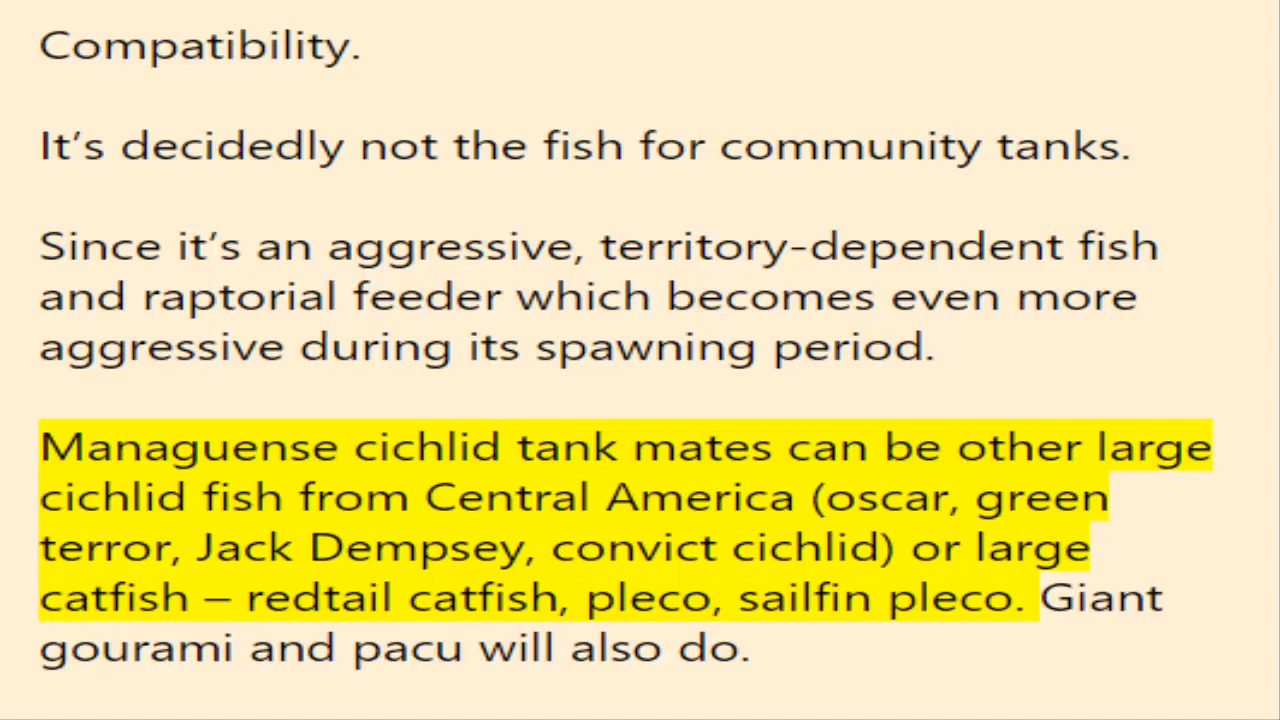 Compatibility.
It’s decidedly not the fish for community tanks.
Since it’s an aggressive, territory-dependent fish
and raptorial feeder which becomes even more
aggressive during its spawning period.
Managuense cichlid tank mates can be other large
cichlid fish from Central America (oscar, green
terror, Jack Dempsey, convict cichlid) or large
catfish – redtail catfish, pleco, sailfin pleco. Giant
gourami and pacu will also do.